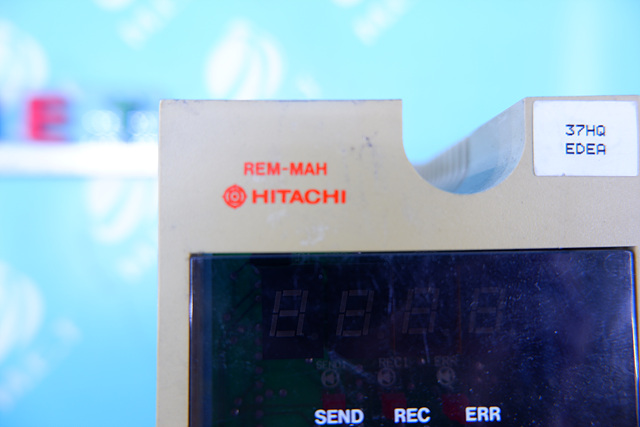 REM-MAH
HITACHI
37HQ
EDEA
SEND REC ERR